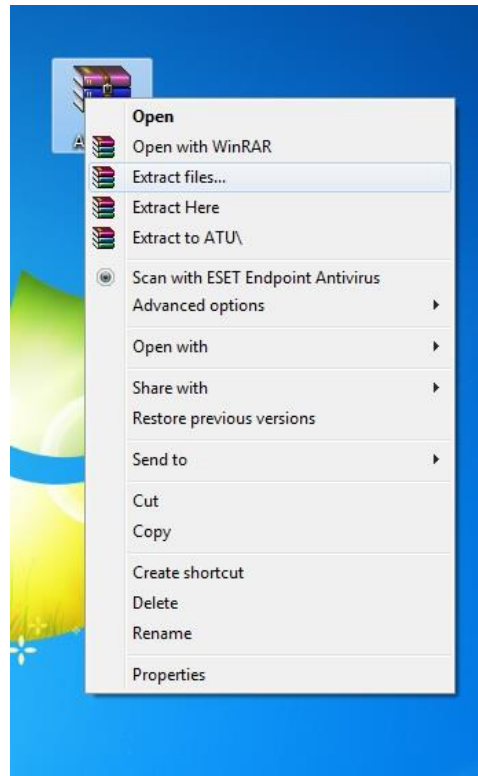 Open
Open with WinRAR
Extract files...
Extract Here
Extract to ATU\
Scan with ESET Endpoint Antivirus
Advanced options
Open with
Share with
Restore previous versions
Send to
Cut
Copy
Create shortcut
Delete
Rename
Properties